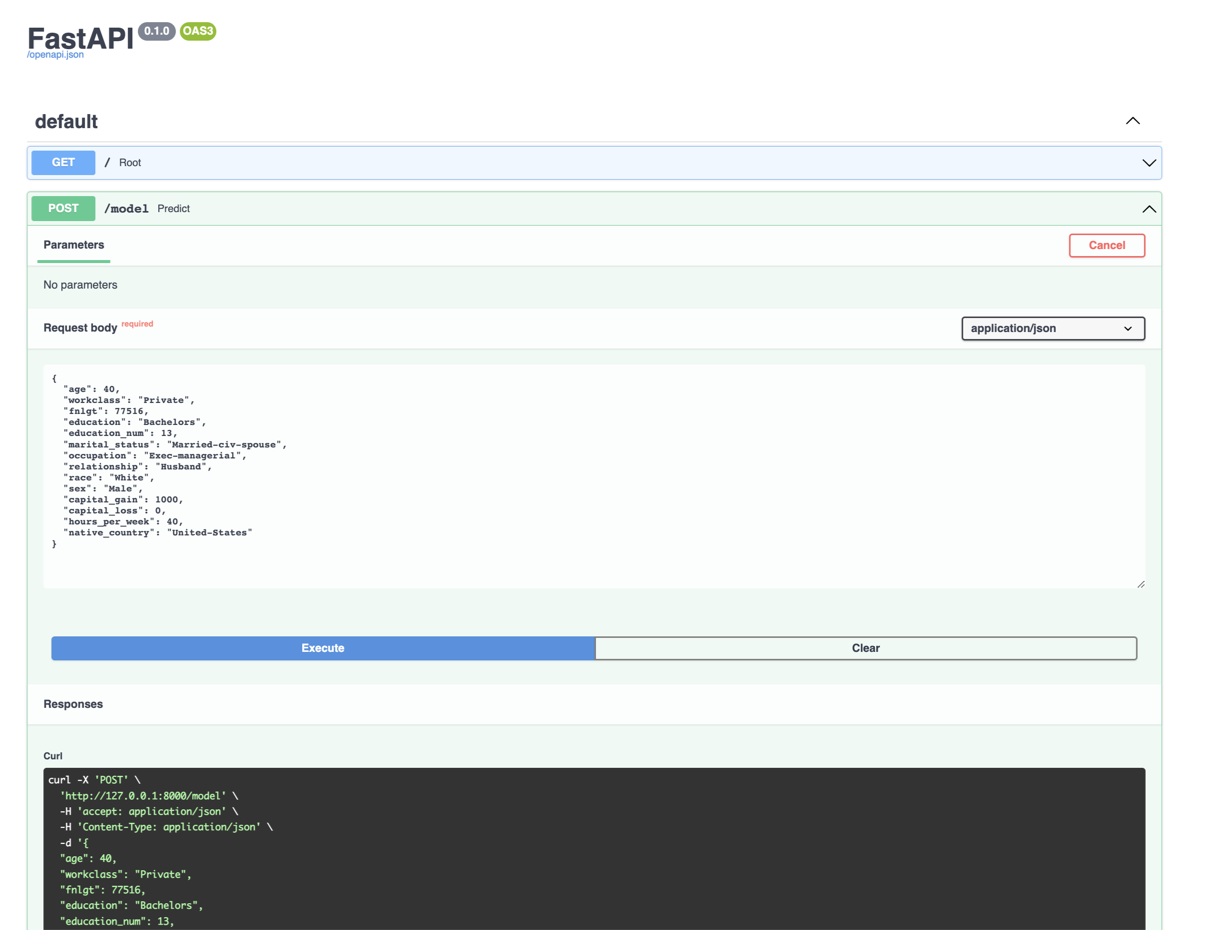 FastAPI 0.1.0 OAS3
/openapi.json
default
GET / Root
POST /model Predict
Parameters Cancel
No parameters
Request body required application/json
{
  "age": 40,
  "workclass": "Private",
  "fnlgt": 77516,
  "education": "Bachelors",
  "education_num": 13,
  "marital_status": "Married-civ-spouse",
  "occupation": "Exec-managerial",
  "relationship": "Husband",
  "race": "White",
  "sex": "Male",
  "capital_gain": 1000,
  "capital_loss": 0,
  "hours_per_week": 40,
  "native_country": "United-States"
}
Execute Clear
Responses
Curl
curl -X 'POST' \
  'http://127.0.0.1:8000/model' \
  -H 'accept: application/json' \
  -H 'Content-Type: application/json' \
  -d '{
  "age": 40,
  "workclass": "Private",
  "fnlgt": 77516,
  "education": "Bachelors",
  "education_num": 13,